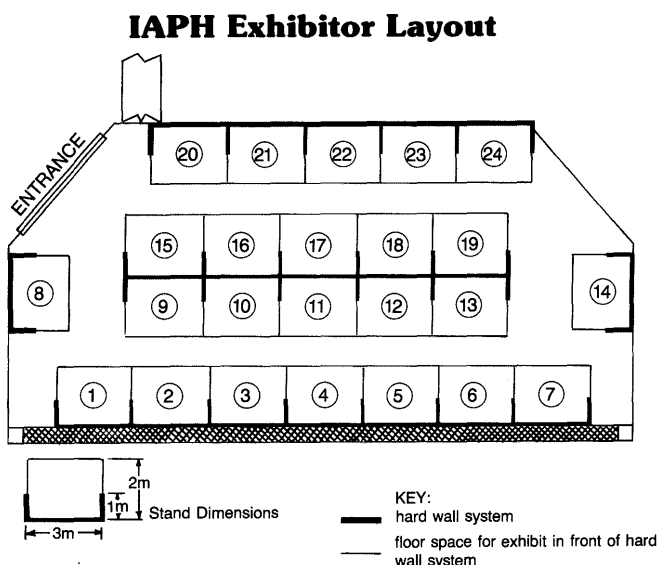 IAPH Exhibitor Layout
ENTRANCE
20 21 22 23 24
15 16 17 18 19
8 14
9 10 11 12 13
1 2 3 4 5 6 7
2m
1m
Stand Dimensions
3m
KEY:
hard wall system
floor space for exhibit in front of hard
wall system